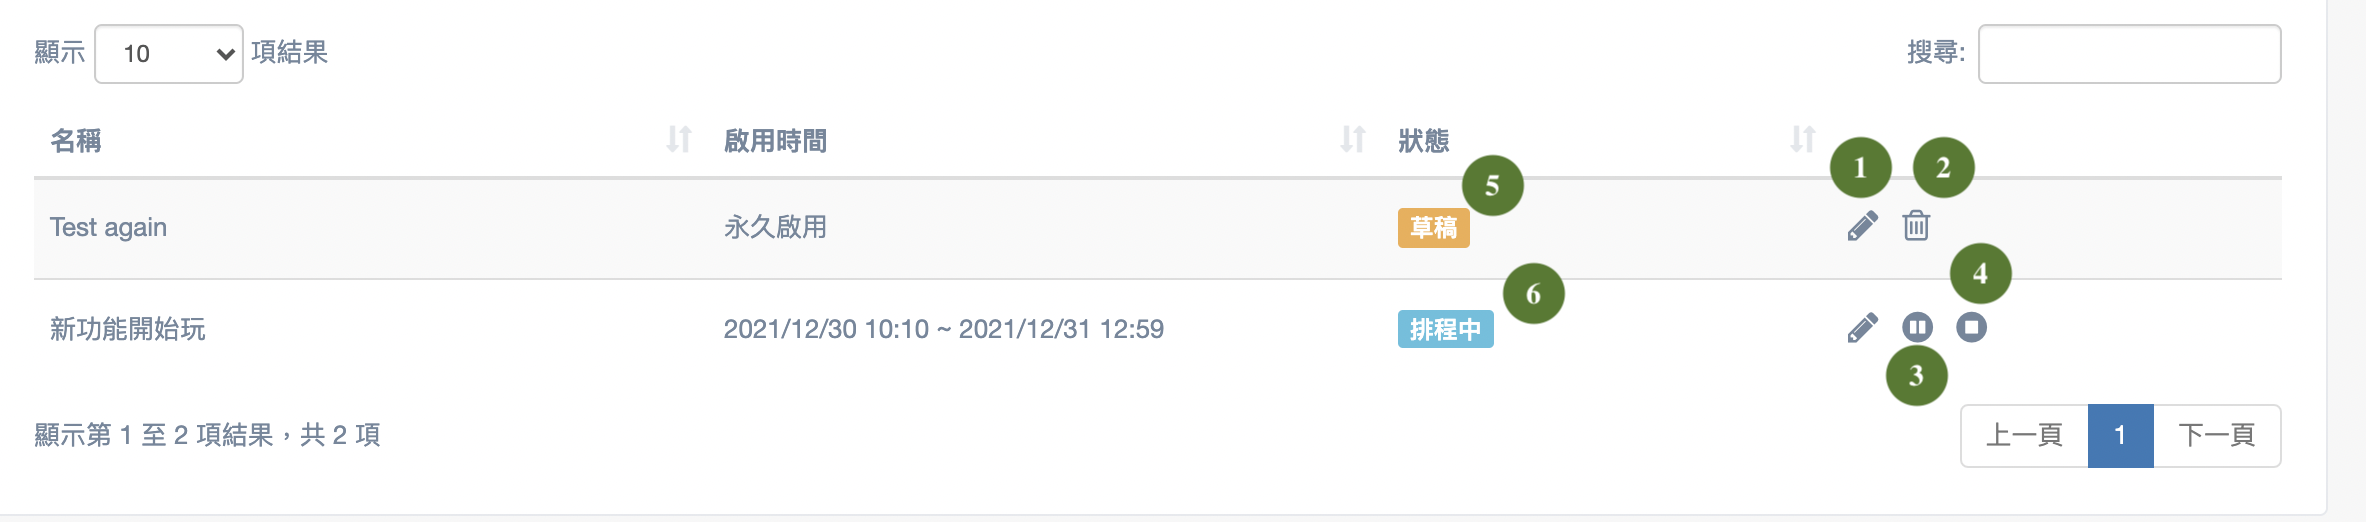 顯示 10 項結果 搜尋:
名稱 啟用時間 狀態 1 2
5
Test again 永久啟用 草稿
4
6
新功能開始玩 2021/12/30 10:10 ~ 2021/12/31 12:59 排程中
3
顯示第 1 至 2 項結果，共 2 項 上一頁 1 下一頁